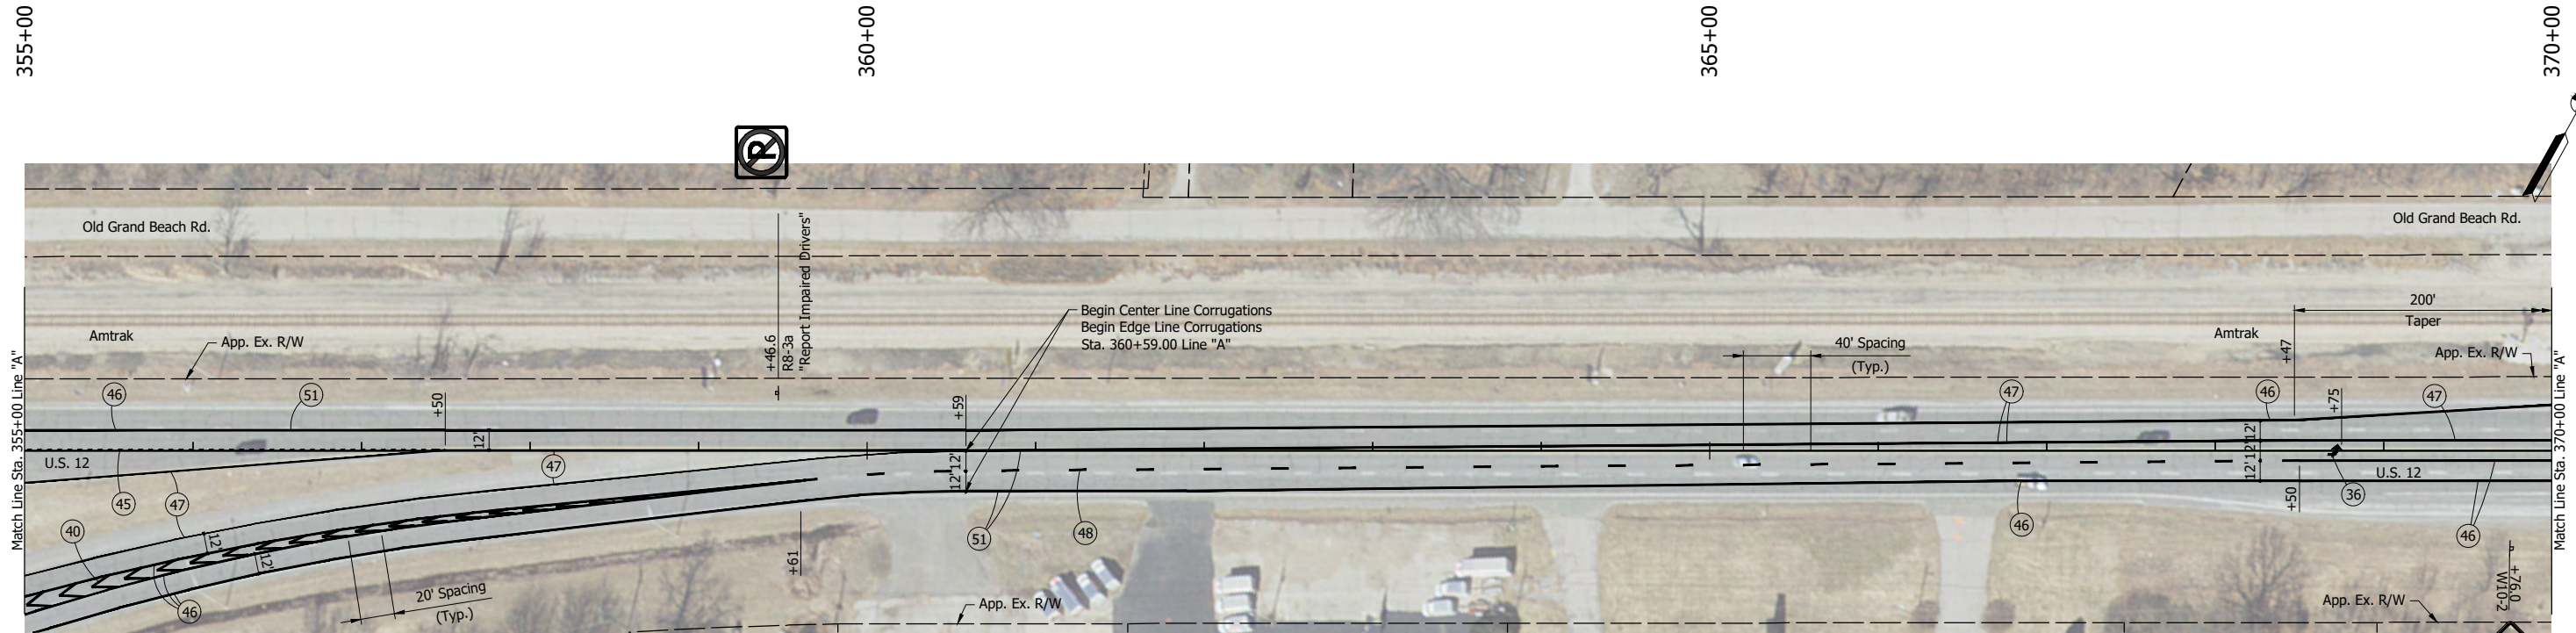 355+00
360+00
365+00
370+00
R
Old Grand Beach Rd.
Old Grand Beach Rd.
+46.6
R8-3a
"Report Impaired Drivers"
Begin Center Line Corrugations
Begin Edge Line Corrugations
Sta. 360+59.00 Line "A"
200'
Taper
Amtrak
App. Ex. R/W
40' Spacing
(Typ.)
Amtrak
+47
App. Ex. R/W
Match Line Sta. 355+00 Line "A"
Match Line Sta. 370+00 Line "A"
46
51
+50
+59
47
46
+75
47
12'
12'
12'
12'
12'
12'
U.S. 12
47
U.S. 12
45
47
51
48
46
+50
36
46
40
12'
12'
+61
46
20' Spacing
(Typ.)
App. Ex. R/W
App. Ex. R/W
+76.0
W10-2